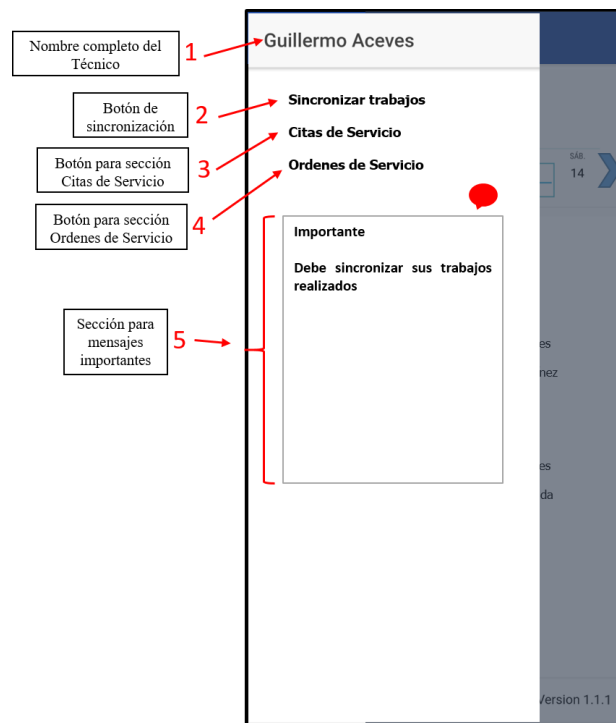 Nombre completo del
Técnico
1
Guillermo Aceves
Botón de
sincronización
2
Sincronizar trabajos
Botón para sección
Citas de Servicio
3
Citas de Servicio
Botón para sección
Ordenes de Servicio
4
Ordenes de Servicio
SÁB.
14
Importante
Debe sincronizar sus trabajos
realizados
Sección para
mensajes
importantes
5
es
nez
es
da
Version 1.1.1